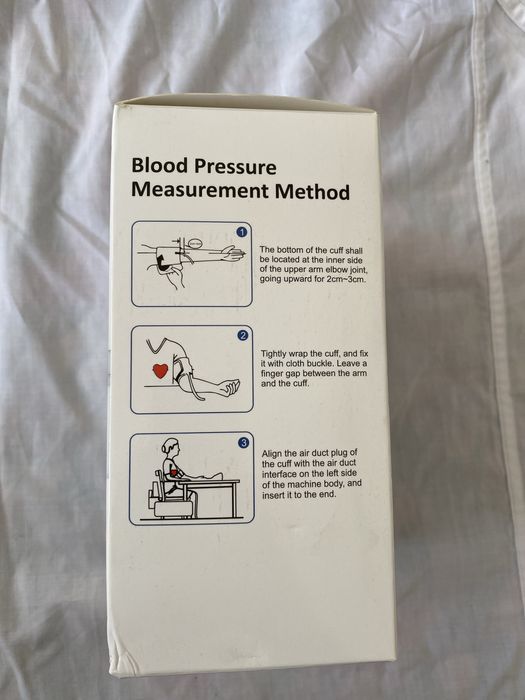 Blood Pressure
Measurement Method
1
The bottom of the cuff shall
be located at the inner side
of the upper arm elbow joint,
going upward for 2cm~3cm.
2
Tightly wrap the cuff, and fix
it with cloth buckle. Leave a
finger gap between the arm
and the cuff.
3
Align the air duct plug of
the cuff with the air duct
interface on the left side
of the machine body, and
insert it to the end.